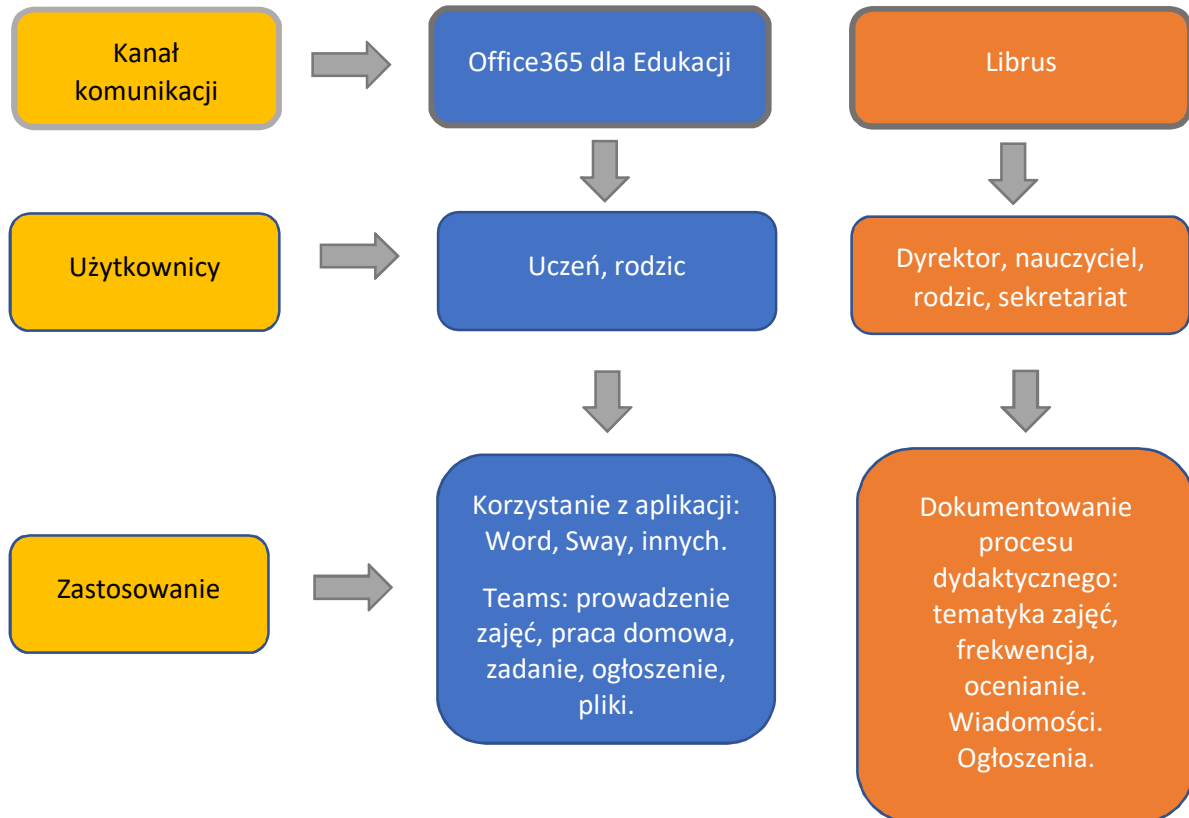 Kanał
komunikacji
Office365 dla Edukacji
Librus
Użytkownicy
Uczeń, rodzic
Dyrektor, nauczyciel,
rodzic, sekretariat
Zastosowanie
Korzystanie z aplikacji:
Word, Sway, innych.
Teams: prowadzenie
zajęć, praca domowa,
zadanie, ogłoszenie,
pliki.
Dokumentowanie
procesu
dydaktycznego:
tematyka zajęć,
frekwencja,
ocenianie.
Wiadomości.
Ogłoszenia.